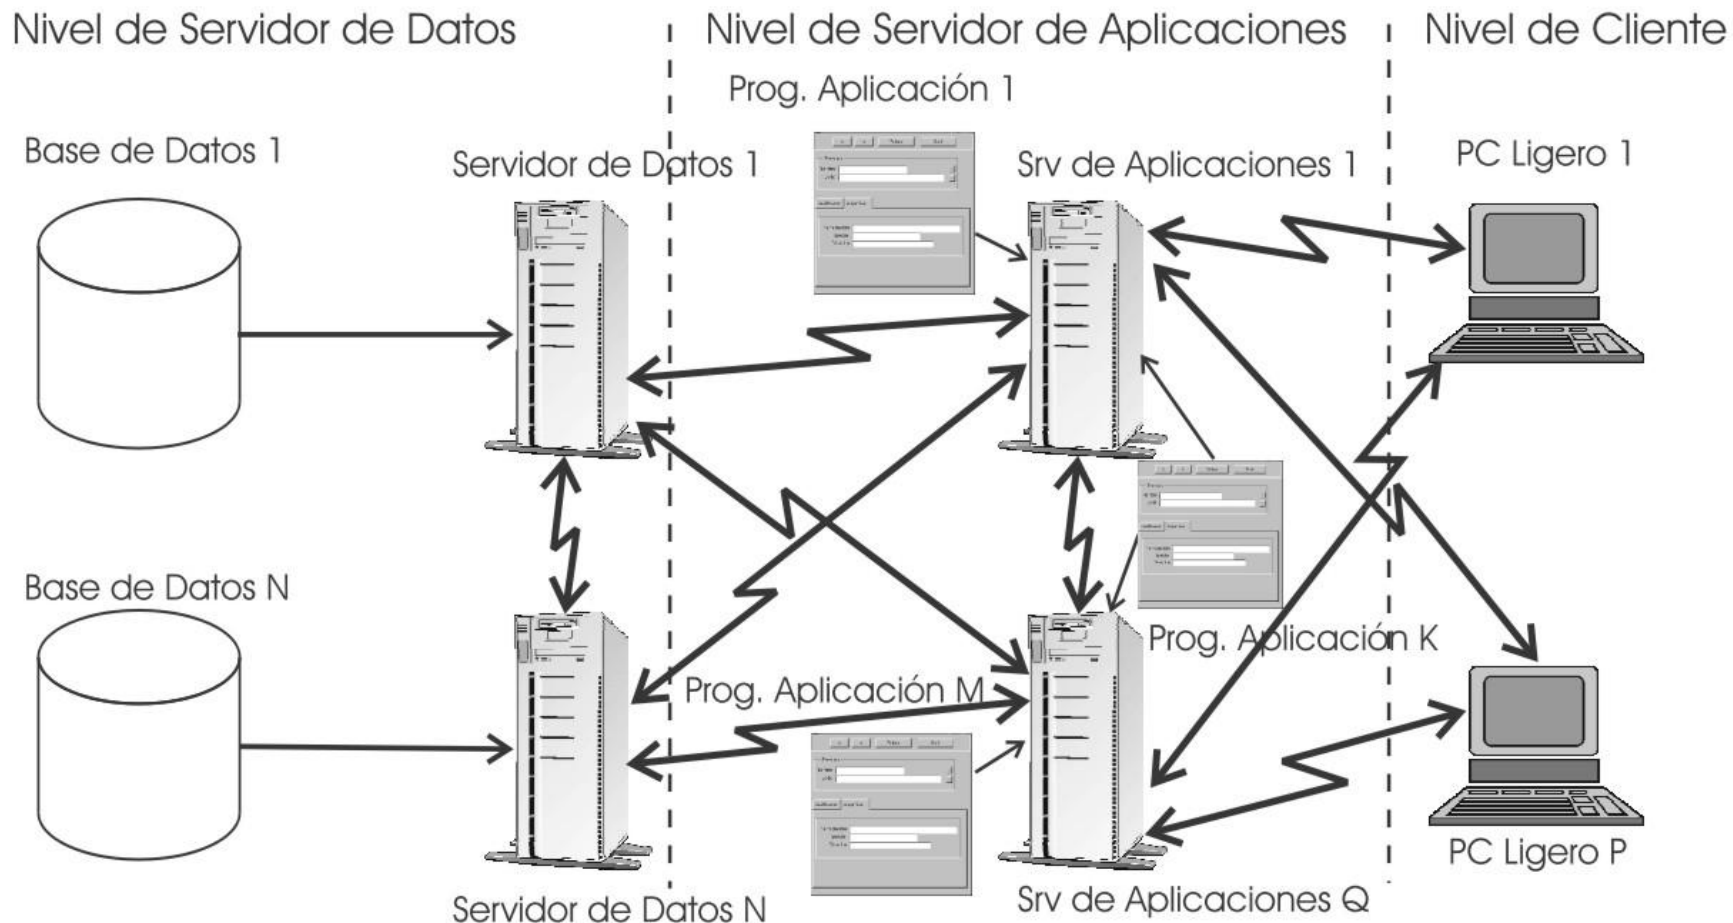 Nivel de Servidor de Datos
Nivel de Servidor de Aplicaciones
Nivel de Cliente
Prog. Aplicación 1
Base de Datos 1
Servidor de Datos 1
Srv de Aplicaciones 1
PC Ligero 1
Base de Datos N
Prog. Aplicación K
Prog. Aplicación M
PC Ligero P
Servidor de Datos N
Srv de Aplicaciones Q